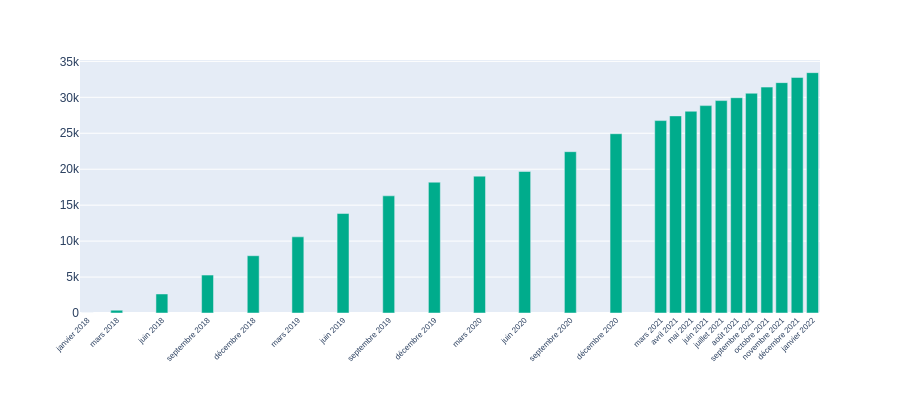 35k
30k
25k
20k
15k
10k
5k
0
janvier 2018
mars 2018
juin 2018
septembre 2018
décembre 2018
mars 2019
juin 2019
septembre 2019
décembre 2019
mars 2020
juin 2020
septembre 2020
décembre 2020
mars 2021
avril 2021
mai 2021
juin 2021
juillet 2021
août 2021
septembre 2021
octobre 2021
novembre 2021
décembre 2021
janvier 2022